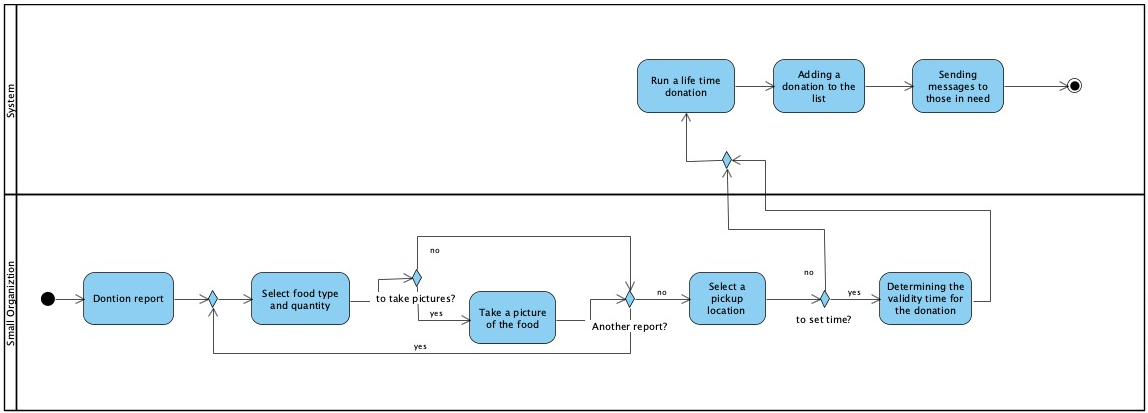 System
Run a life time
donation
Adding a
donation to the
list
Sending
messages to
those in need
Small Organiztion
Dontion report
Select food type
and quantity
to take pictures?
no
yes
Take a picture
of the food
Another report?
no
yes
Select a
pickup
location
to set time?
no
yes
Determining the
validity time for
the donation